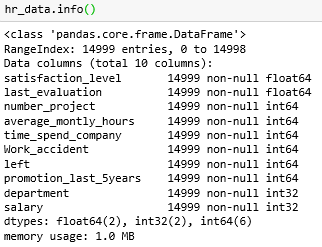 hr_data.info()
<class 'pandas.core.frame.DataFrame'>
RangeIndex: 14999 entries, 0 to 14998
Data columns (total 10 columns):
satisfaction_level       14999 non-null float64
last_evaluation          14999 non-null float64
number_project           14999 non-null int64
average_montly_hours     14999 non-null int64
time_spend_company       14999 non-null int64
Work_accident            14999 non-null int64
left                     14999 non-null int64
promotion_last_5years    14999 non-null int64
department               14999 non-null int32
salary                   14999 non-null int32
dtypes: float64(2), int32(2), int64(6)
memory usage: 1.0 MB